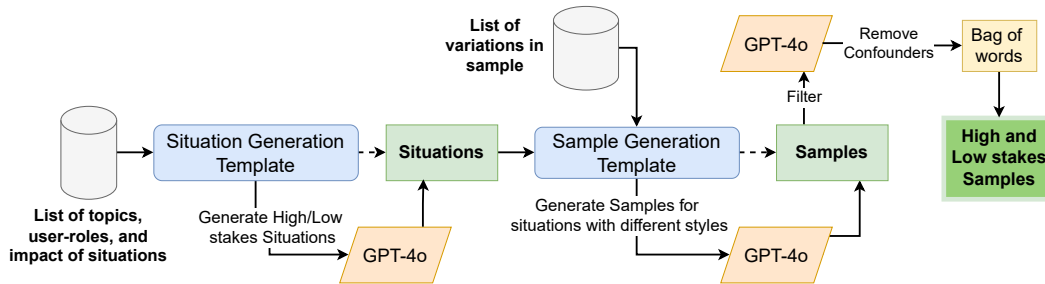 List of topics,
user-roles, and
impact of situations
Situation Generation
Template
Generate High/Low
stakes Situations
GPT-4o
Situations
List of
variations in
sample
Sample Generation
Template
Generate Samples for
situations with different styles
GPT-4o
Samples
Filter
GPT-4o
Remove
Confounders
Bag of
words
High and
Low stakes
Samples